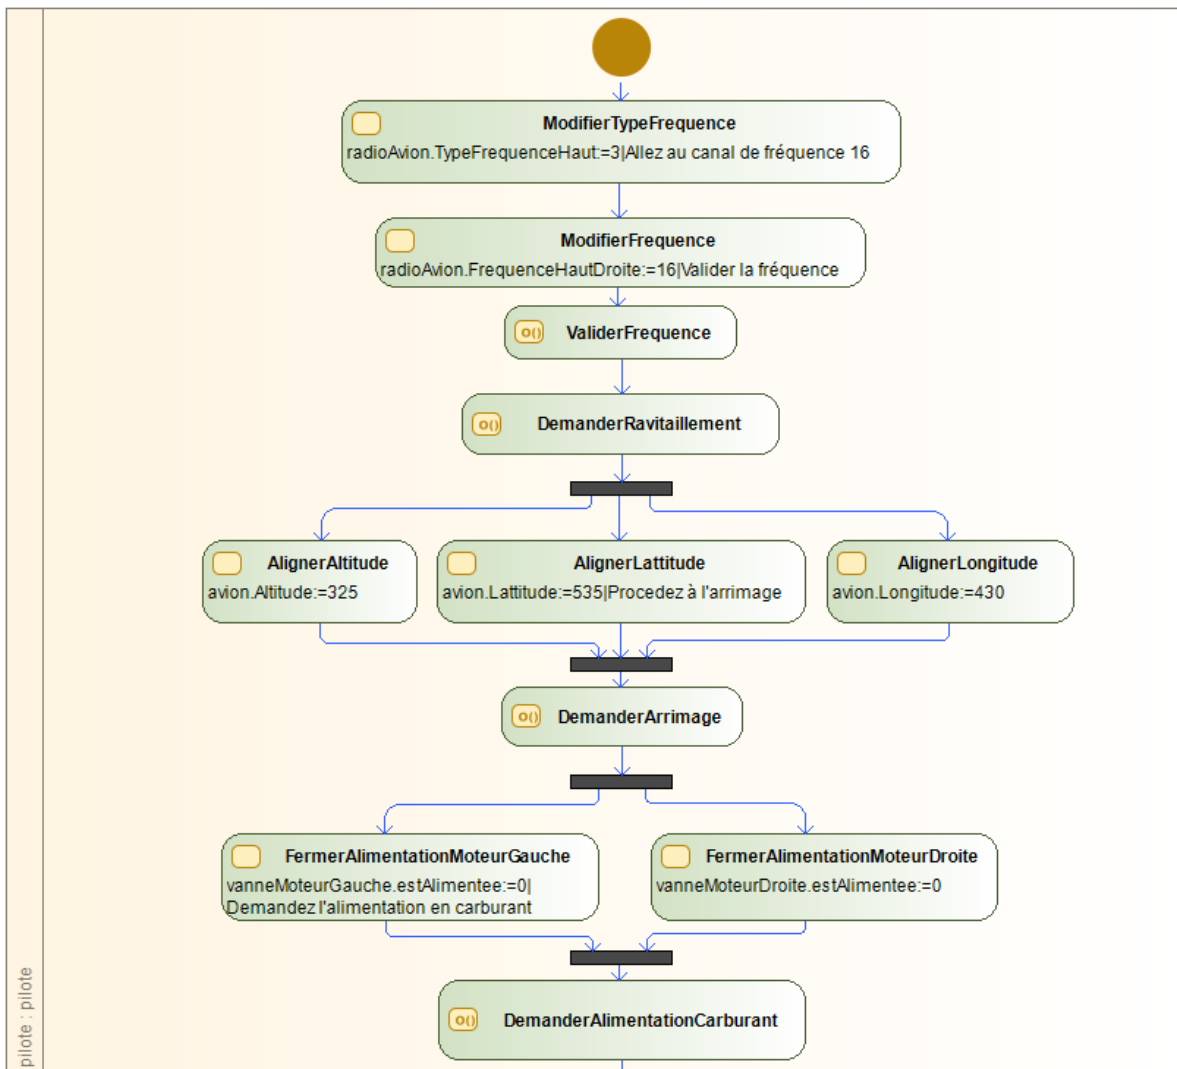 ModifierTypeFrequence
radioAvion.TypeFrequenceHaut:=3|Allez au canal de fréquence 16
ModifierFrequence
radioAvion.FrequenceHautDroite:=16|Valider la fréquence
o()
ValiderFrequence
o()
DemanderRavitaillement
AlignerAltitude
avion.Altitude:=325
AlignerLattitude
avion.Lattitude:=535|Procedez à l'arrimage
AlignerLongitude
avion.Longitude:=430
o()
DemanderArrimage
FermerAlimentationMoteurGauche
vanneMoteurGauche.estAlimentee:=0|
Demandez l'alimentation en carburant
FermerAlimentationMoteurDroite
vanneMoteurDroite.estAlimentee:=0
o()
DemanderAlimentationCarburant
pilote : pilote